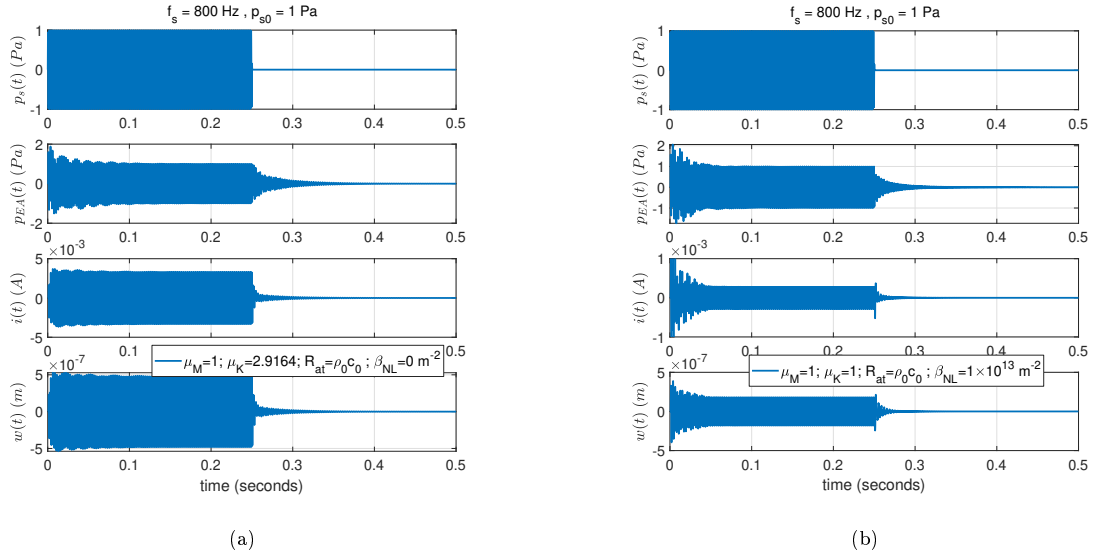 f_s = 800 Hz , p_s0 = 1 Pa
p_s(t) (Pa)
1
0
-1
0 0.1 0.2 0.3 0.4 0.5
p_EA(t) (Pa)
2
0
-2
0 0.1 0.2 0.3 0.4 0.5
×10^-3
i(t) (A)
5
0
-5
0 0.1 0.2 0.3 0.4 0.5
×10^-7
μ_M=1; μ_K=2.9164; R_at=ρ_0c_0 ; β_NL=0 m^-2
w(t) (m)
5
0
-5
0 0.1 0.2 0.3 0.4 0.5
time (seconds)
(a)
f_s = 800 Hz , p_s0 = 1 Pa
p_s(t) (Pa)
1
0
-1
0 0.1 0.2 0.3 0.4 0.5
p_EA(t) (Pa)
2
1
0
-1
0 0.1 0.2 0.3 0.4 0.5
×10^-3
i(t) (A)
1
0
-1
0 0.1 0.2 0.3 0.4 0.5
×10^-7
μ_M=1; μ_K=1; R_at=ρ_0c_0 ; β_NL=1×10^13 m^-2
w(t) (m)
5
0
-5
0 0.1 0.2 0.3 0.4 0.5
time (seconds)
(b)